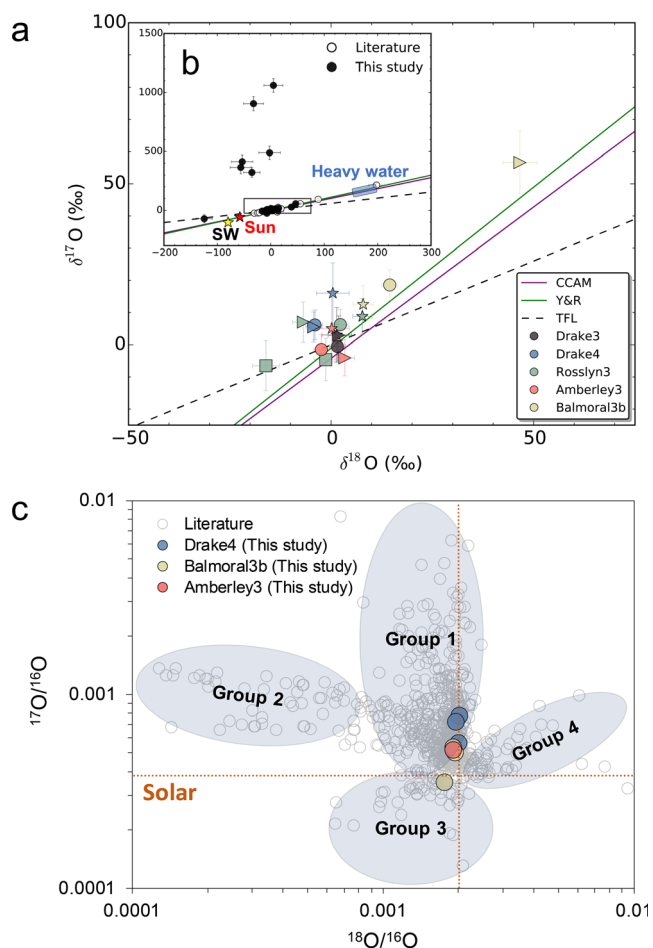 a
100
50
0
−50
0
50
δ17O (‰)
δ18O (‰)
b
1500
1000
500
0
−200
−100
0
100
200
300
Literature
This study
Heavy water
SW
Sun
CCAM
Y&R
TFL
Drake3
Drake4
Rosslyn3
Amberley3
Balmoral3b
c
0.01
0.001
0.0001
0.0001
0.001
0.01
17O/16O
18O/16O
Literature
Drake4 (This study)
Balmoral3b (This study)
Amberley3 (This study)
Group 1
Group 2
Group 4
Solar
Group 3